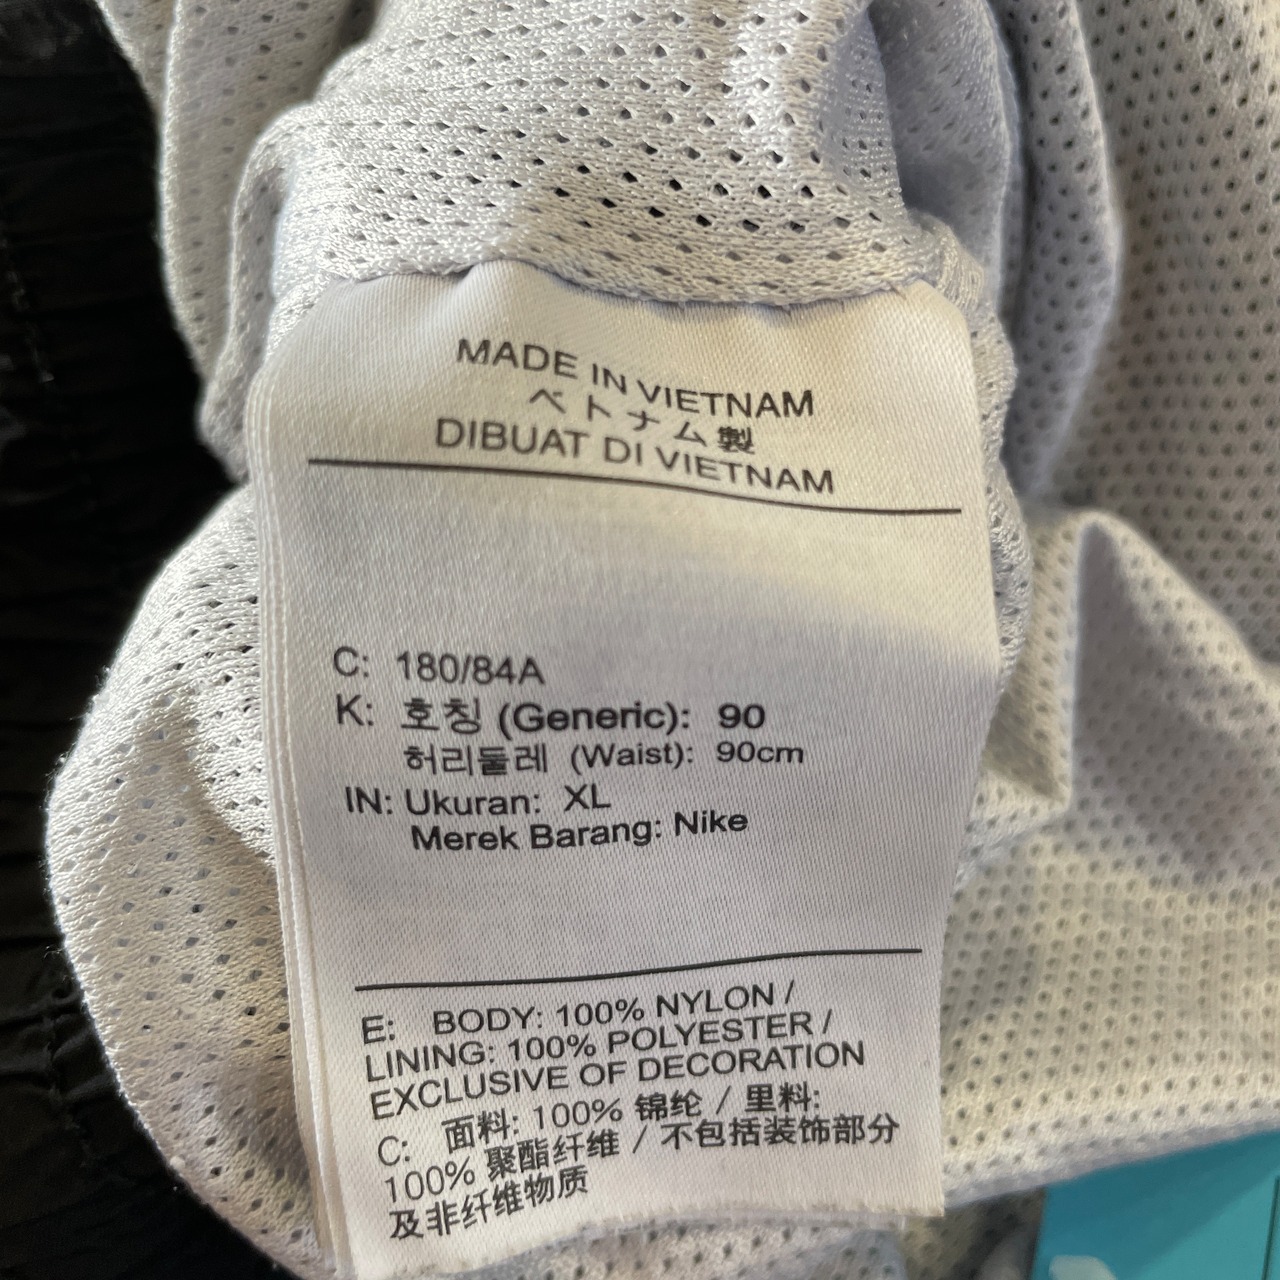 MADE IN VIETNAM
ベトナム製
DIBUAT DI VIETNAM
C: 180/84A
K: 호칭 (Generic): 90
허리둘레 (Waist): 90cm
IN: Ukuran: XL
Merek Barang: Nike
E: BODY: 100% NYLON /
LINING: 100% POLYESTER /
EXCLUSIVE OF DECORATION
C: 面料: 100% 锦纶 / 里料:
100% 聚酯纤维 / 不包括装饰部分
及非纤维物质